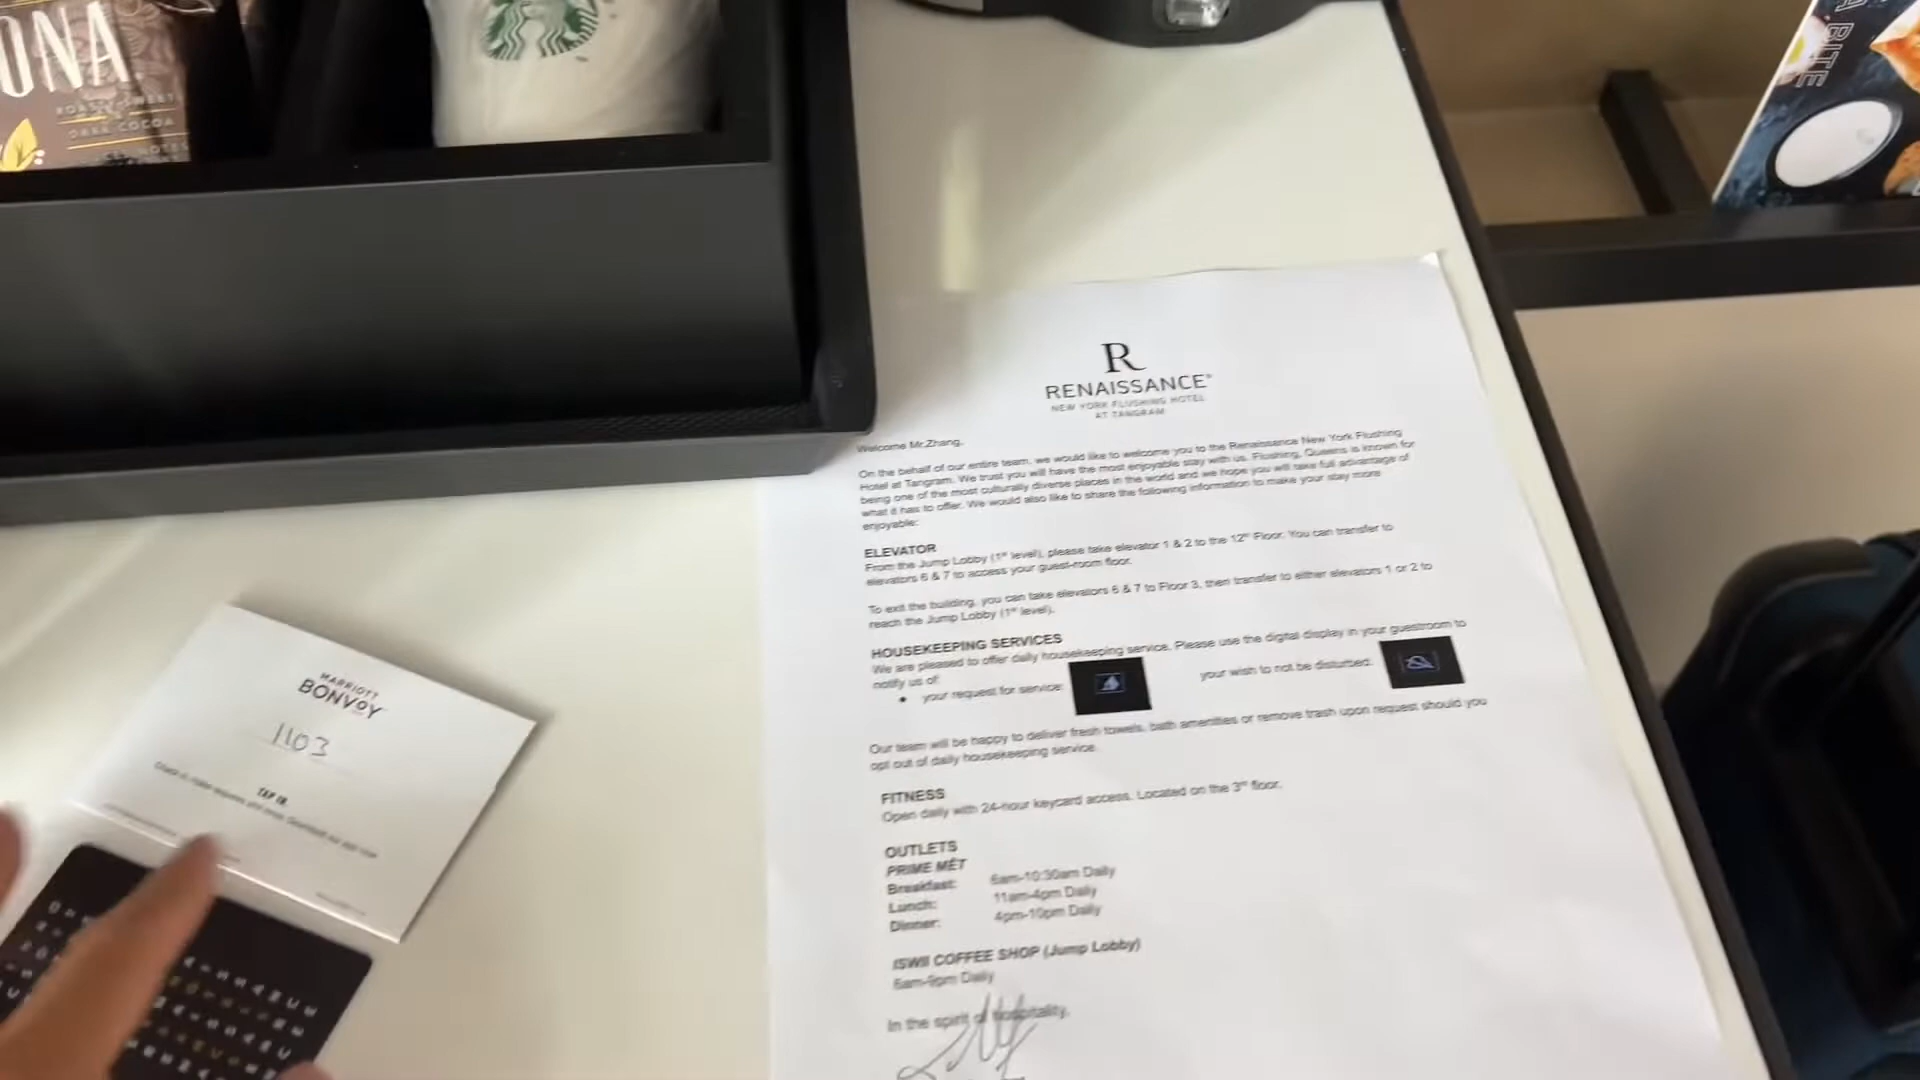 ONA
ROAST SWEET
DARK COCOA
NOTES
A BITE
R
RENAISSANCE®
NEW YORK FLUSHING HOTEL
AT TANGRAM
Welcome Mr.Zhang,
On the behalf of our entire team, we would like to welcome you to the Renaissance New York Flushing
Hotel at Tangram. We trust you will have the most enjoyable stay with us. Flushing, Queens is known for
being one of the most culturally diverse places in the world and we hope you will take full advantage of
what it has to offer. We would also like to share the following information to make your stay more
enjoyable:
ELEVATOR
From the Jump Lobby (1st level), please take elevator 1 & 2 to the 12th Floor. You can transfer to
elevators 6 & 7 to access your guest-room floor.
To exit the building, you can take elevators 6 & 7 to Floor 3, then transfer to either elevators 1 or 2 to
reach the Jump Lobby (1st level).
HOUSEKEEPING SERVICES
We are pleased to offer daily housekeeping service. Please use the digital display in your guestroom to
notify us of:
• your request for service: your wish to not be disturbed:
Our team will be happy to deliver fresh towels, bath amenities or remove trash upon request should you
opt out of daily housekeeping service.
FITNESS
Open daily with 24-hour keycard access. Located on the 3rd floor.
OUTLETS
PRIME MÉT
Breakfast: 6am-10:30am Daily
Lunch: 11am-4pm Daily
Dinner: 4pm-10pm Daily
ISWII COFFEE SHOP (Jump Lobby)
6am-9pm Daily
In the spirit of hospitality,
MARRIOTT
BONVOY
1103
TAP IN.